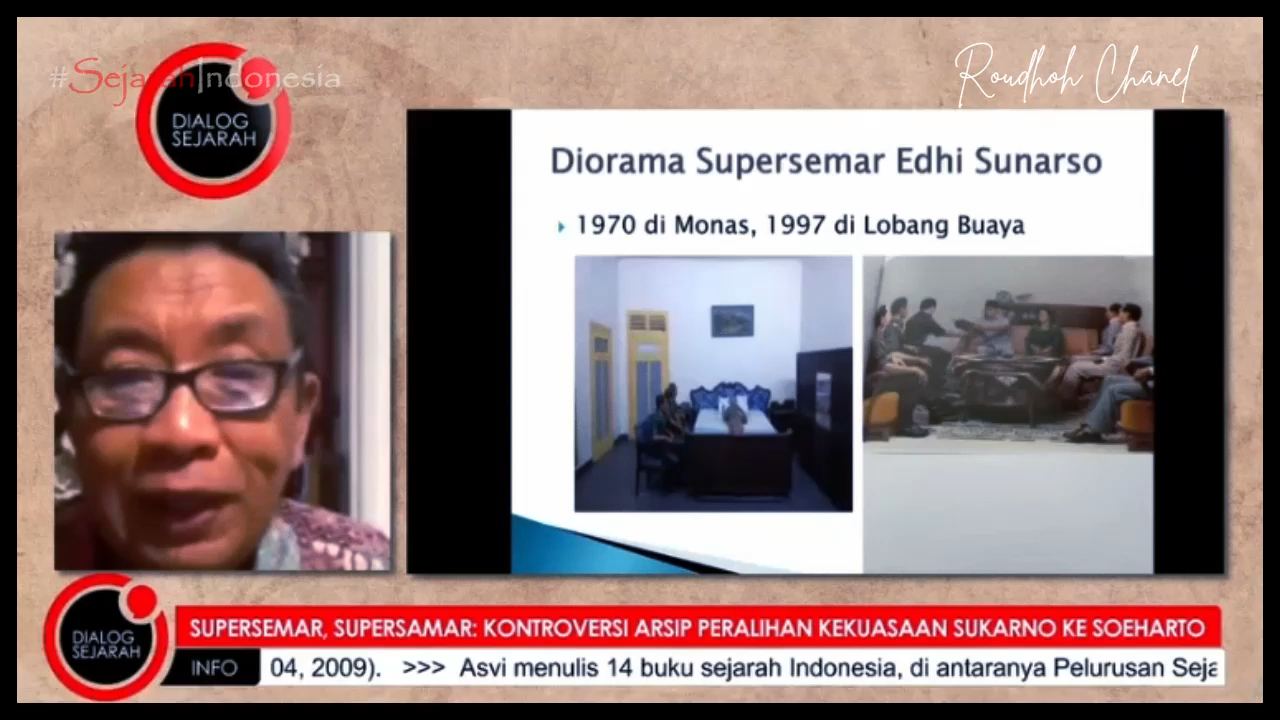 #SejarahIndonesia
Roudhoh Chanel
DIALOG
SEJARAH
Diorama Supersemar Edhi Sunarso
1970 di Monas, 1997 di Lobang Buaya
DIALOG
SEJARAH
SUPERSEMAR, SUPERSAMAR: KONTROVERSI ARSIP PERALIHAN KEKUASAAN SUKARNO KE SOEHARTO
INFO
04, 2009). >>> Asvi menulis 14 buku sejarah Indonesia, di antaranya Pelurusan Seja